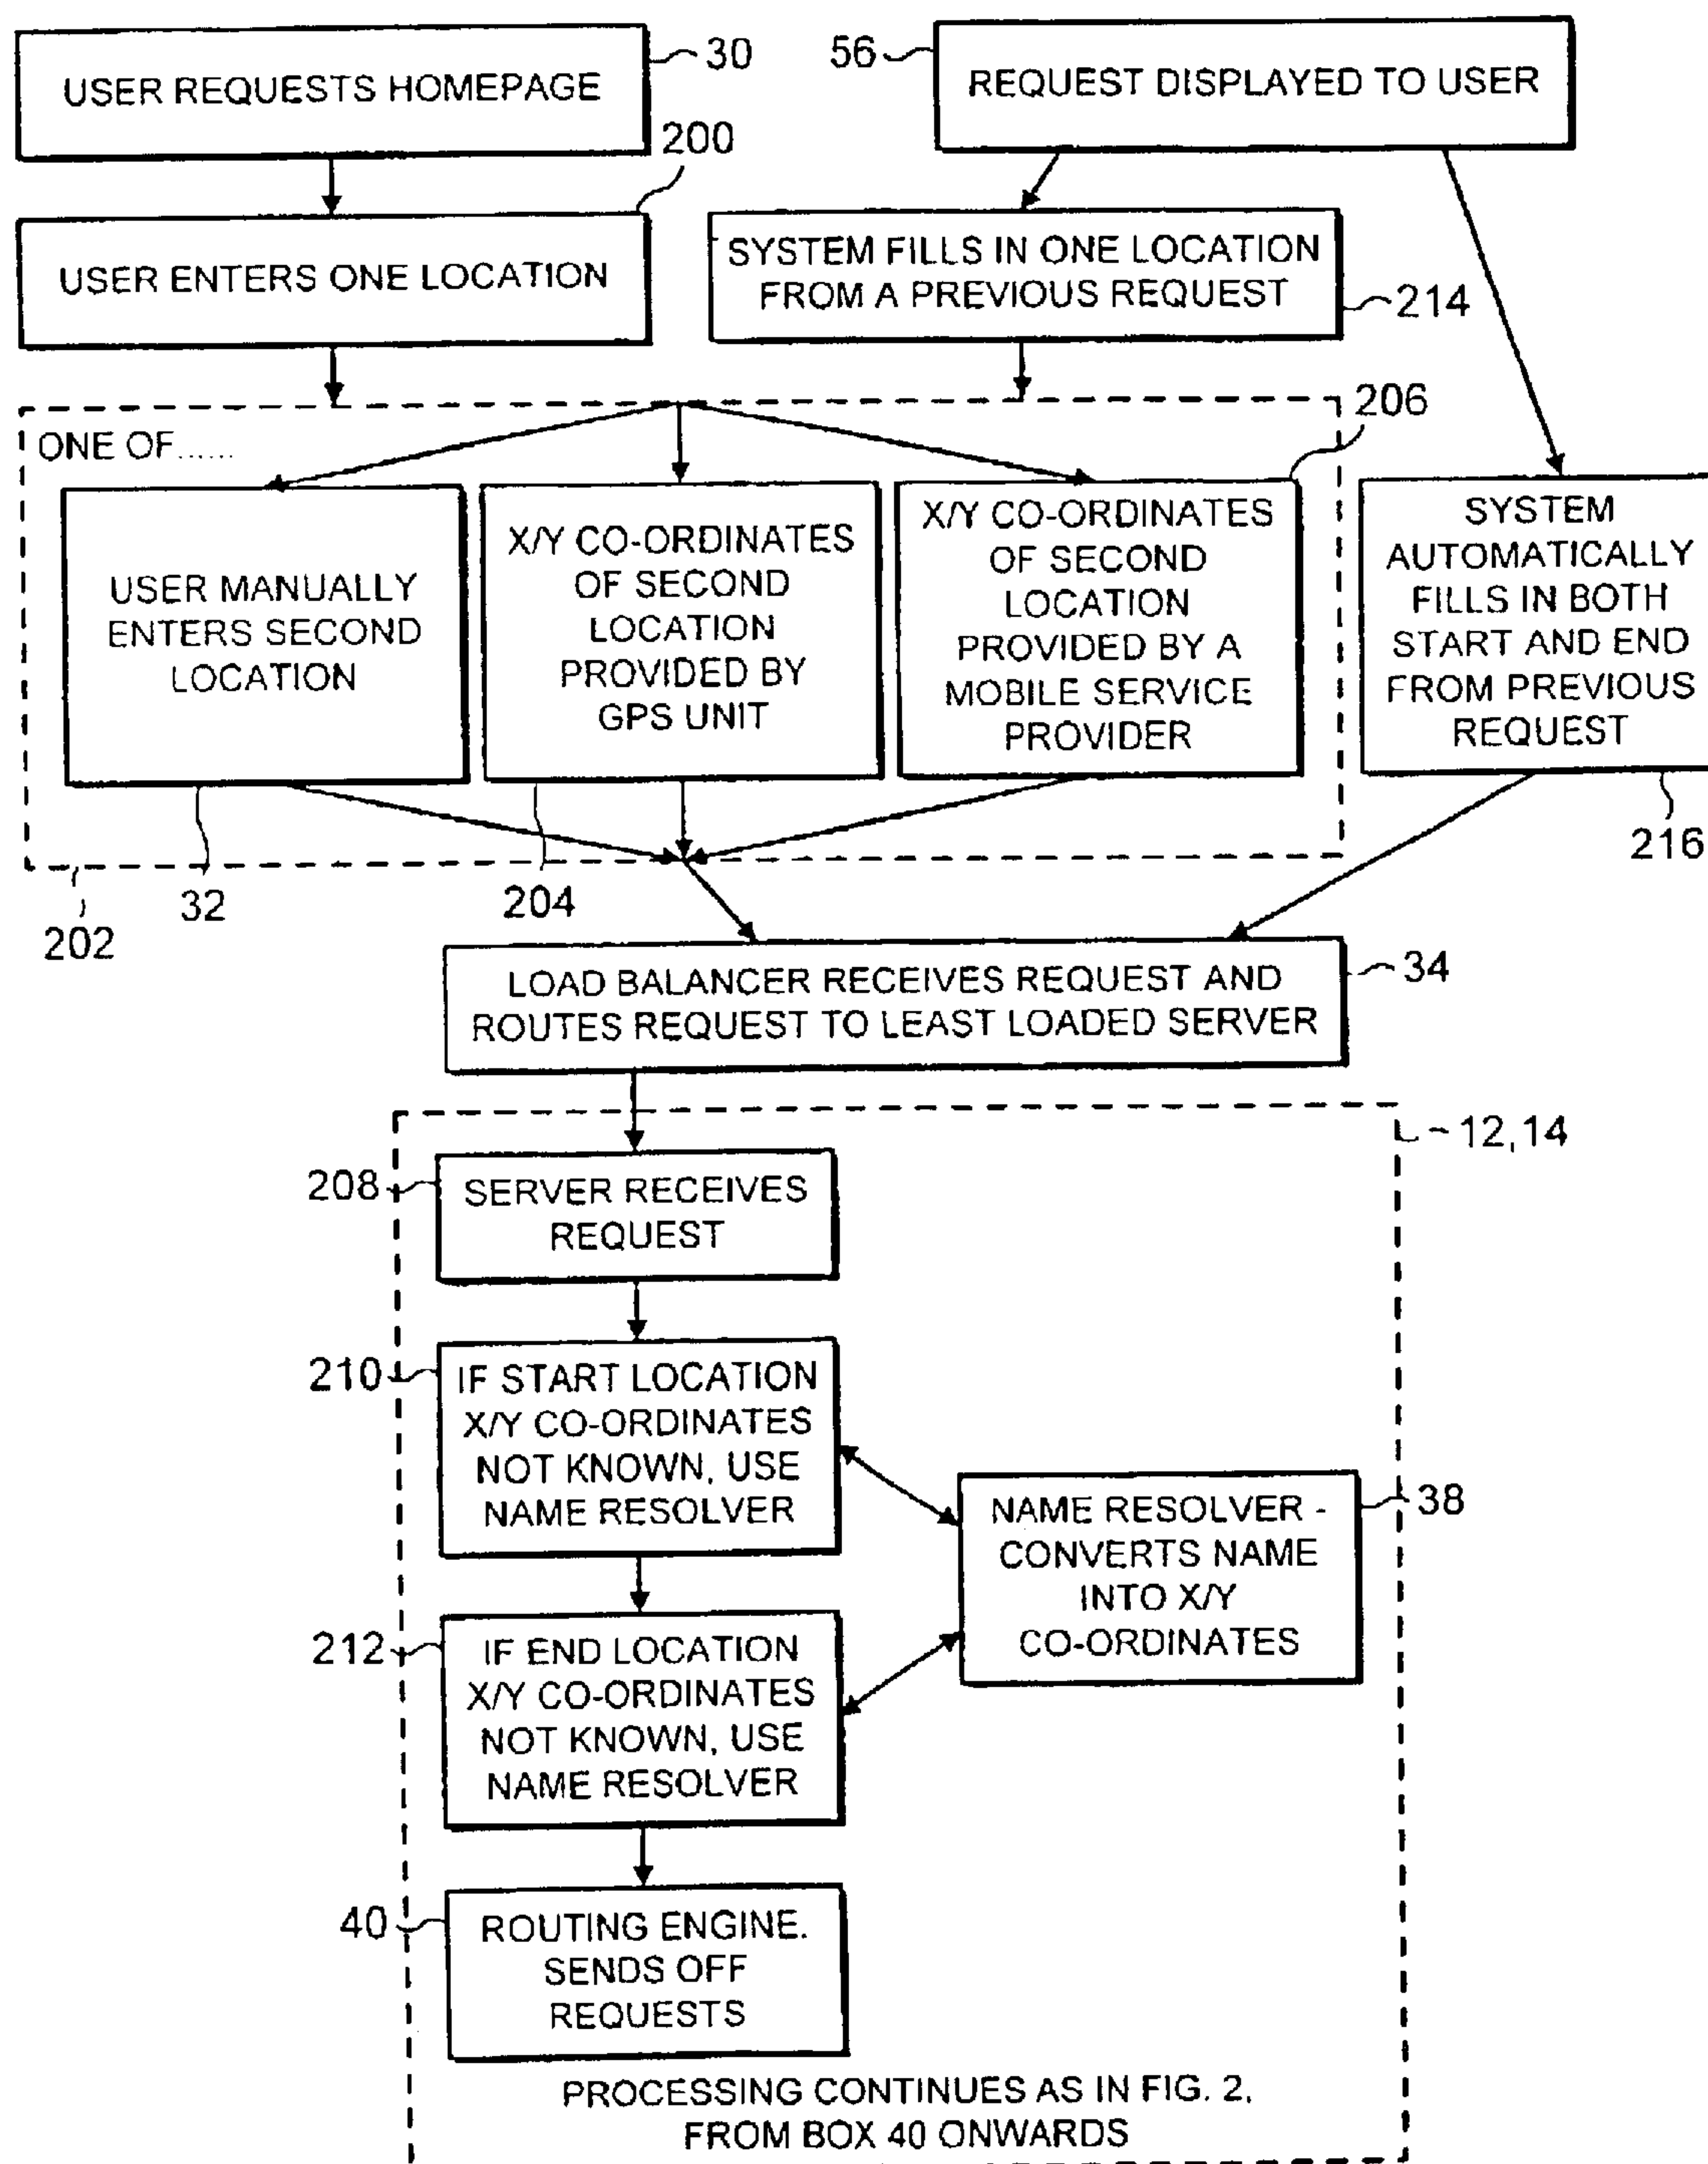 USER REQUESTS HOMEPAGE
30
56
REQUEST DISPLAYED TO USER
200
USER ENTERS ONE LOCATION
SYSTEM FILLS IN ONE LOCATION
FROM A PREVIOUS REQUEST
214
206
ONE OF......
USER MANUALLY
ENTERS SECOND
LOCATION
X/Y CO-ORDINATES
OF SECOND
LOCATION
PROVIDED BY
GPS UNIT
X/Y CO-ORDINATES
OF SECOND
LOCATION
PROVIDED BY A
MOBILE SERVICE
PROVIDER
SYSTEM
AUTOMATICALLY
FILLS IN BOTH
START AND END
FROM PREVIOUS
REQUEST
216
32
204
202
LOAD BALANCER RECEIVES REQUEST AND
ROUTES REQUEST TO LEAST LOADED SERVER
34
12,14
208
SERVER RECEIVES
REQUEST
210
IF START LOCATION
X/Y CO-ORDINATES
NOT KNOWN, USE
NAME RESOLVER
NAME RESOLVER -
CONVERTS NAME
INTO X/Y
CO-ORDINATES
38
212
IF END LOCATION
X/Y CO-ORDINATES
NOT KNOWN, USE
NAME RESOLVER
40
ROUTING ENGINE.
SENDS OFF
REQUESTS
PROCESSING CONTINUES AS IN FIG. 2,
FROM BOX 40 ONWARDS